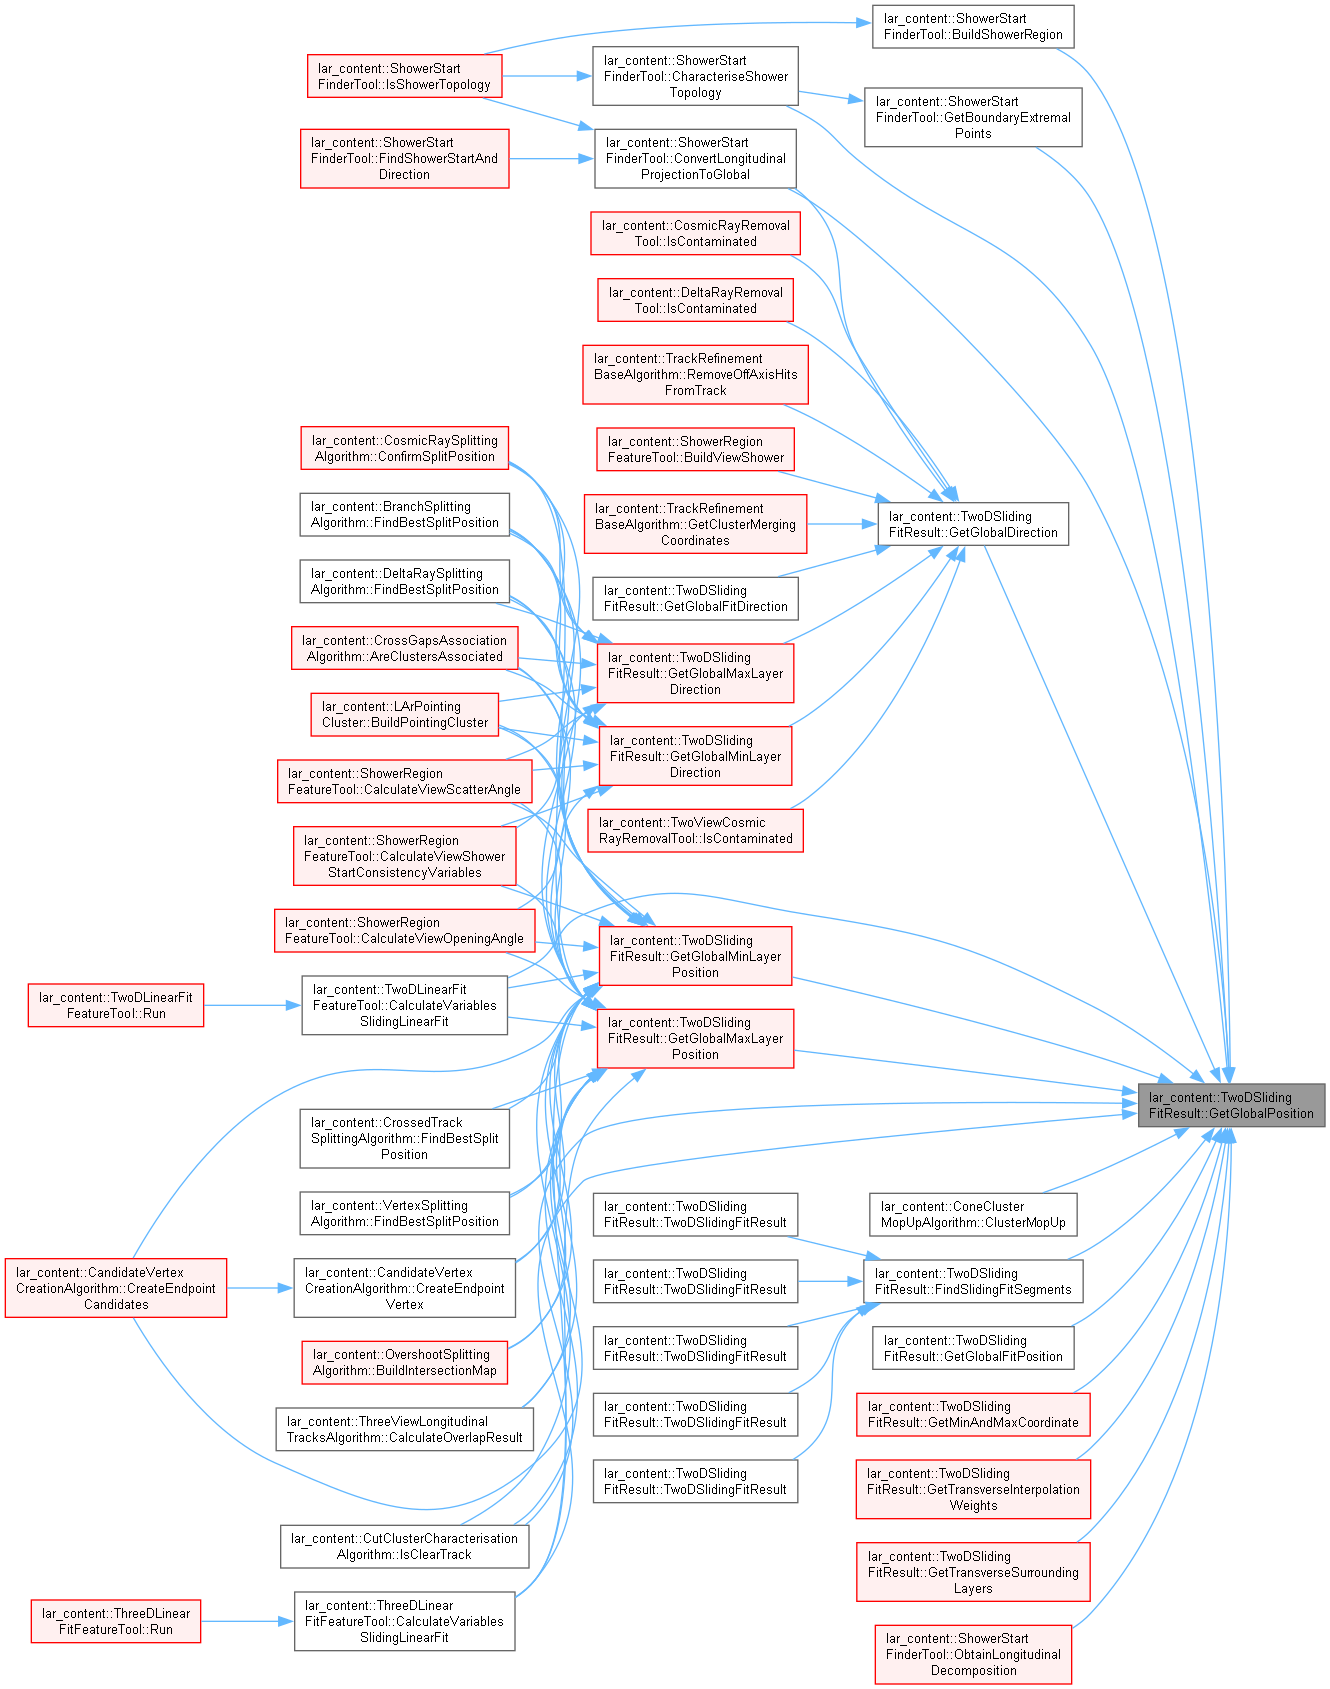 lar_content::ShowerStart
FinderTool::BuildShowerRegion
lar_content::ShowerStart
FinderTool::IsShowerTopology
lar_content::ShowerStart
FinderTool::CharacteriseShower
Topology
lar_content::ShowerStart
FinderTool::GetBoundaryExtremal
Points
lar_content::ShowerStart
FinderTool::FindShowerStartAnd
Direction
lar_content::ShowerStart
FinderTool::ConvertLongitudinal
ProjectionToGlobal
lar_content::CosmicRayRemoval
Tool::IsContaminated
lar_content::DeltaRayRemoval
Tool::IsContaminated
lar_content::TrackRefinement
BaseAlgorithm::RemoveOffAxisHits
FromTrack
lar_content::CosmicRaySplitting
Algorithm::ConfirmSplitPosition
lar_content::ShowerRegion
FeatureTool::BuildViewShower
lar_content::BranchSplitting
Algorithm::FindBestSplitPosition
lar_content::TrackRefinement
BaseAlgorithm::GetClusterMerging
Coordinates
lar_content::TwoDSliding
FitResult::GetGlobalDirection
lar_content::DeltaRaySplitting
Algorithm::FindBestSplitPosition
lar_content::TwoDSliding
FitResult::GetGlobalFitDirection
lar_content::CrossGapsAssociation
Algorithm::AreClustersAssociated
lar_content::TwoDSliding
FitResult::GetGlobalMaxLayer
Direction
lar_content::LArPointing
Cluster::BuildPointingCluster
lar_content::TwoDSliding
FitResult::GetGlobalMinLayer
Direction
lar_content::ShowerRegion
FeatureTool::CalculateViewScatterAngle
lar_content::TwoViewCosmic
RayRemovalTool::IsContaminated
lar_content::ShowerRegion
FeatureTool::CalculateViewShower
StartConsistencyVariables
lar_content::ShowerRegion
FeatureTool::CalculateViewOpeningAngle
lar_content::TwoDSliding
FitResult::GetGlobalMinLayer
Position
lar_content::TwoDLinearFit
FeatureTool::Run
lar_content::TwoDLinearFit
FeatureTool::CalculateVariables
SlidingLinearFit
lar_content::TwoDSliding
FitResult::GetGlobalMaxLayer
Position
lar_content::TwoDSliding
FitResult::GetGlobalPosition
lar_content::CrossedTrack
SplittingAlgorithm::FindBestSplit
Position
lar_content::VertexSplitting
Algorithm::FindBestSplitPosition
lar_content::TwoDSliding
FitResult::TwoDSlidingFitResult
lar_content::ConeCluster
MopUpAlgorithm::ClusterMopUp
lar_content::CandidateVertex
CreationAlgorithm::CreateEndpoint
Candidates
lar_content::CandidateVertex
CreationAlgorithm::CreateEndpoint
Vertex
lar_content::TwoDSliding
FitResult::TwoDSlidingFitResult
lar_content::TwoDSliding
FitResult::FindSlidingFitSegments
lar_content::OvershootSplitting
Algorithm::BuildIntersectionMap
lar_content::TwoDSliding
FitResult::TwoDSlidingFitResult
lar_content::TwoDSliding
FitResult::GetGlobalFitPosition
lar_content::ThreeViewLongitudinal
TracksAlgorithm::CalculateOverlapResult
lar_content::TwoDSliding
FitResult::TwoDSlidingFitResult
lar_content::TwoDSliding
FitResult::GetMinAndMaxCoordinate
lar_content::TwoDSliding
FitResult::TwoDSlidingFitResult
lar_content::TwoDSliding
FitResult::GetTransverseInterpolation
Weights
lar_content::CutClusterCharacterisation
Algorithm::IsClearTrack
lar_content::TwoDSliding
FitResult::GetTransverseSurrounding
Layers
lar_content::ThreeDLinear
FitFeatureTool::Run
lar_content::ThreeDLinear
FitFeatureTool::CalculateVariables
SlidingLinearFit
lar_content::ShowerStart
FinderTool::ObtainLongitudinal
Decomposition